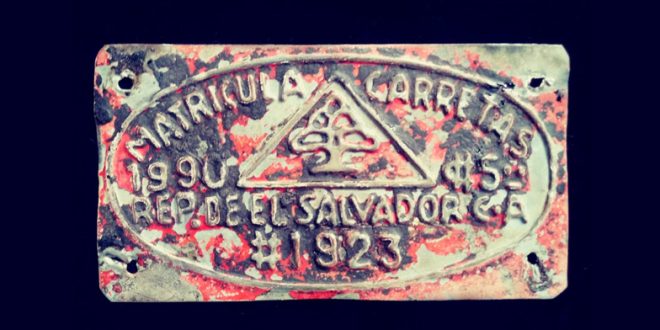 MATRICULA CARRETAS
1990 ₡5
REP. DE EL SALVADOR C.A
#1923